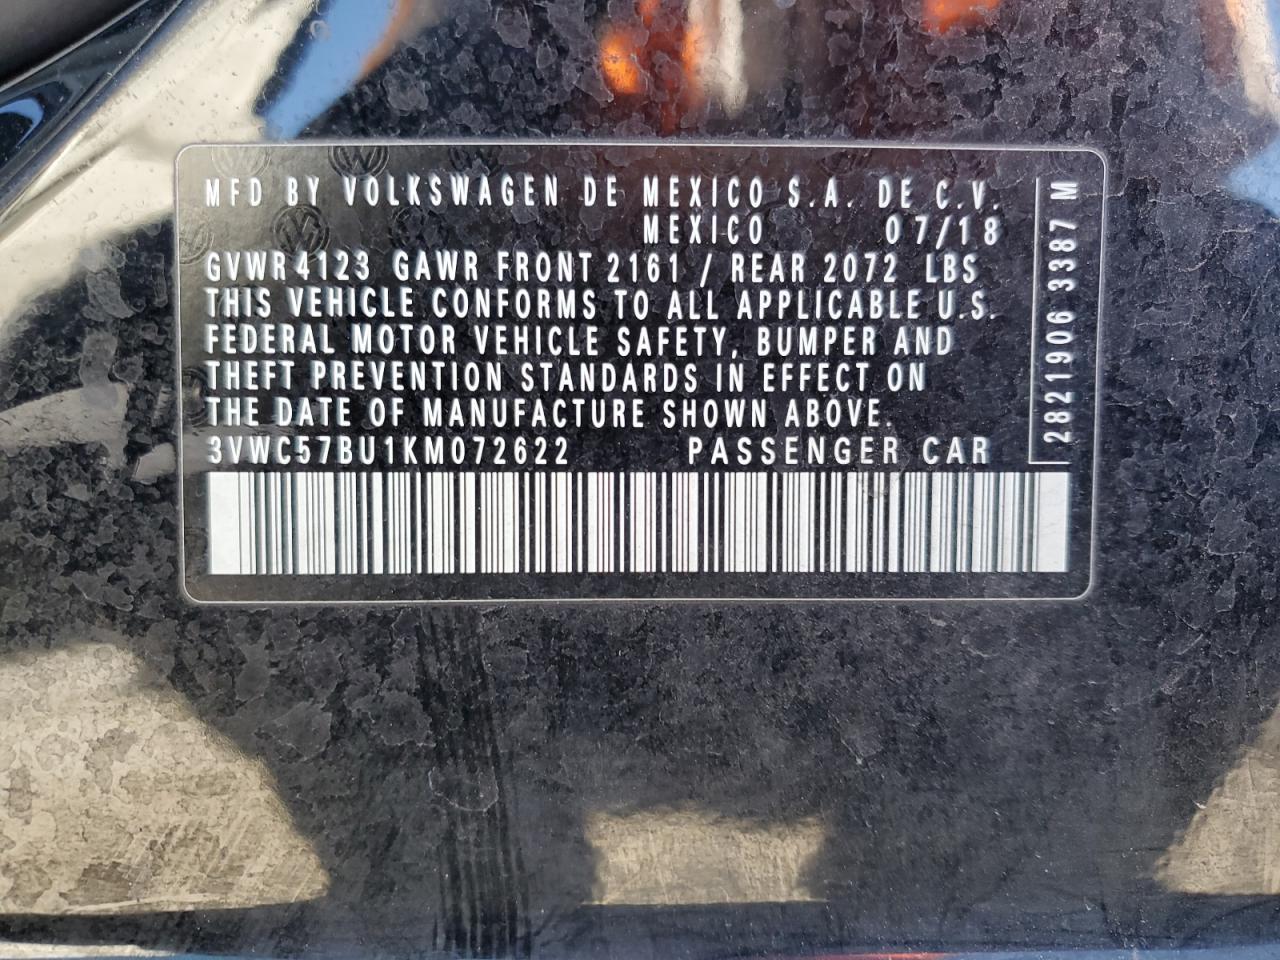 MFD BY VOLKSWAGEN DE MEXICO S.A. DE C.V.
MEXICO 07/18
GVWR 4123 GAWR FRONT 2161 / REAR 2072 LBS
THIS VEHICLE CONFORMS TO ALL APPLICABLE U.S.
FEDERAL MOTOR VEHICLE SAFETY, BUMPER AND
THEFT PREVENTION STANDARDS IN EFFECT ON
THE DATE OF MANUFACTURE SHOWN ABOVE.
3VWC57BU1KM072622 PASSENGER CAR
2821906 3387 M